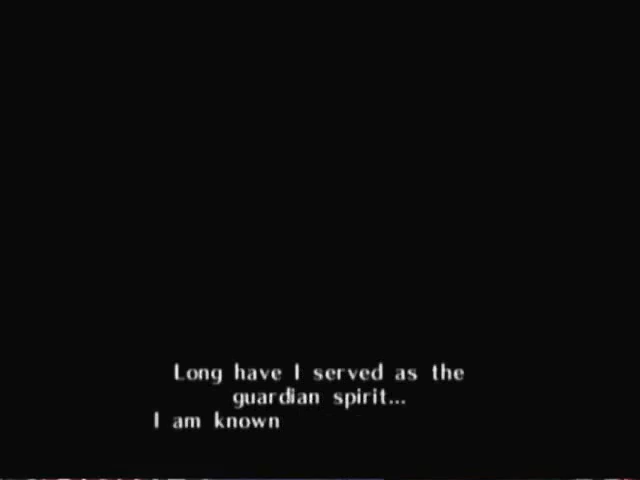 Long have I served as the
guardian spirit...
I am known